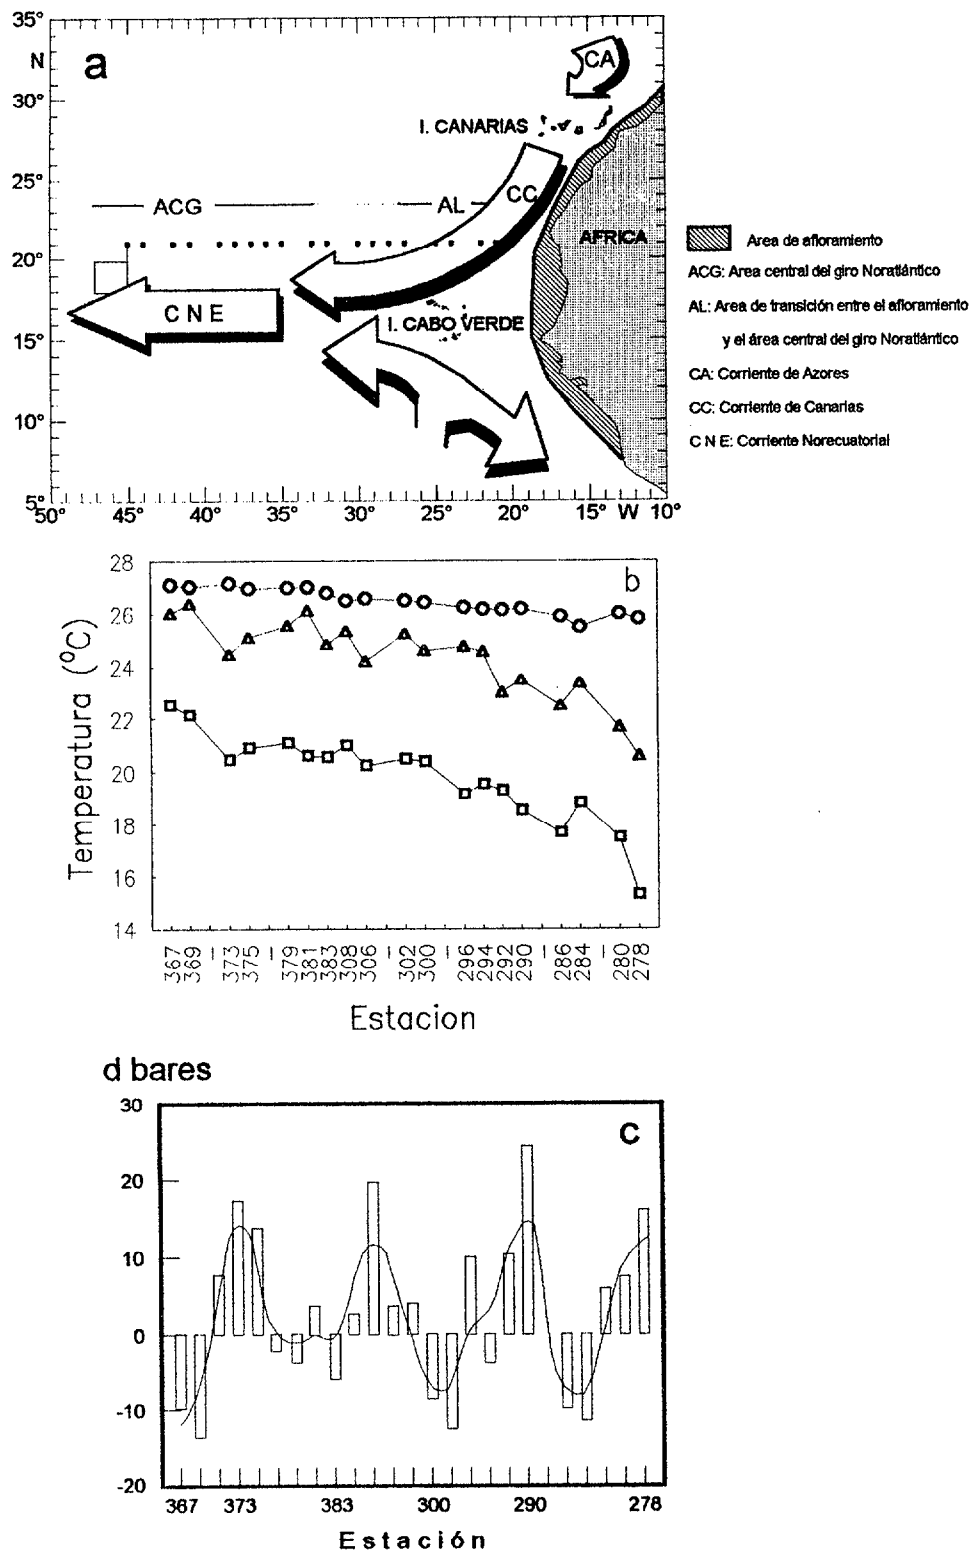 35°
N
a
CA
30°
I. CANARIAS
25°
CC
ACG
AL
AFRICA
20°
CNE
I. CABO VERDE
15°
10°
5°
50° 45° 40° 35° 30° 25° 20° 15° W 10°
Area de afloramiento
ACG: Area central del giro Noratlántico
AL: Area de transición entre el afloramiento
y el área central del giro Noratlántico
CA: Corriente de Azores
CC: Corriente de Canarias
C N E: Corriente Norecuatorial
b
28
26
24
22
20
18
16
14
Temperatura (°C)
367 369 – 373 375 – 379 381 383 308 306 – 302 300 – 296 294 292 290 – 286 284 – 280 278
Estacion
d bares
c
30
20
10
0
-10
-20
367 373 383 300 290 278
Estación